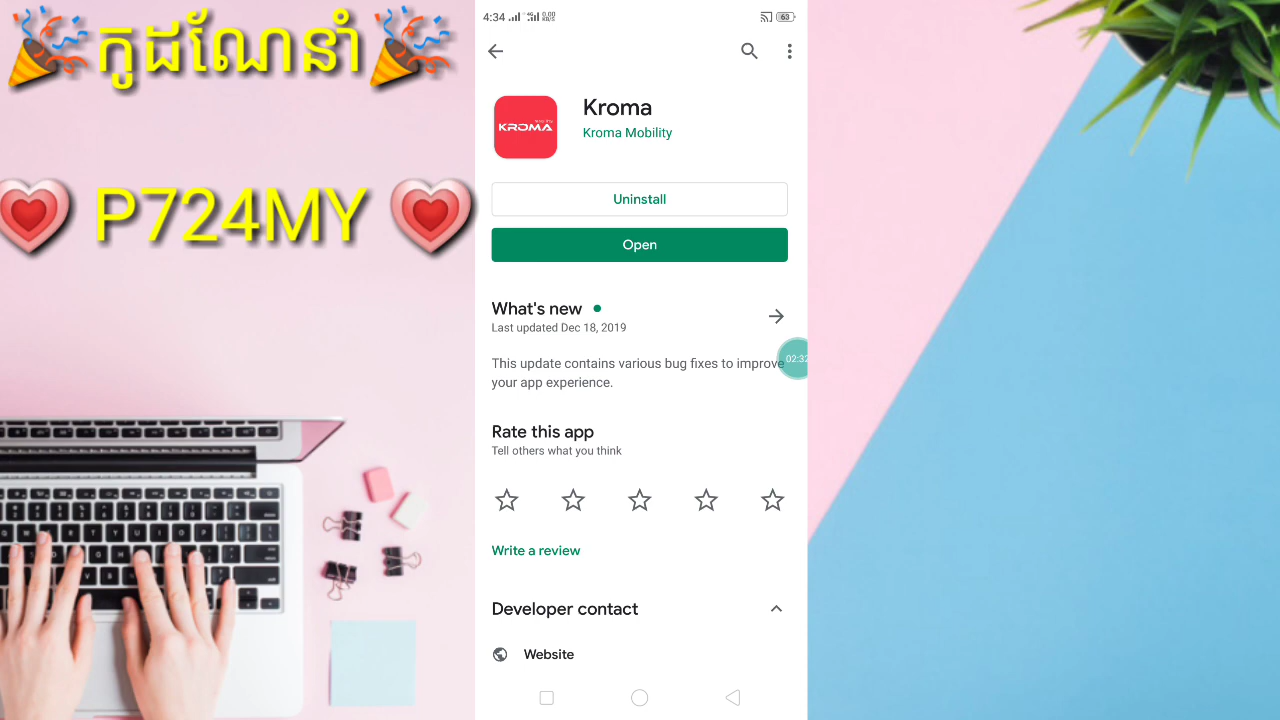 កូដណែនាំ
P724MY
4:34
63
Kroma
KROMA
Kroma Mobility
Uninstall
Open
What's new
Last updated Dec 18, 2019
This update contains various bug fixes to improve
your app experience.
02:32
Rate this app
Tell others what you think
Write a review
Developer contact
Website